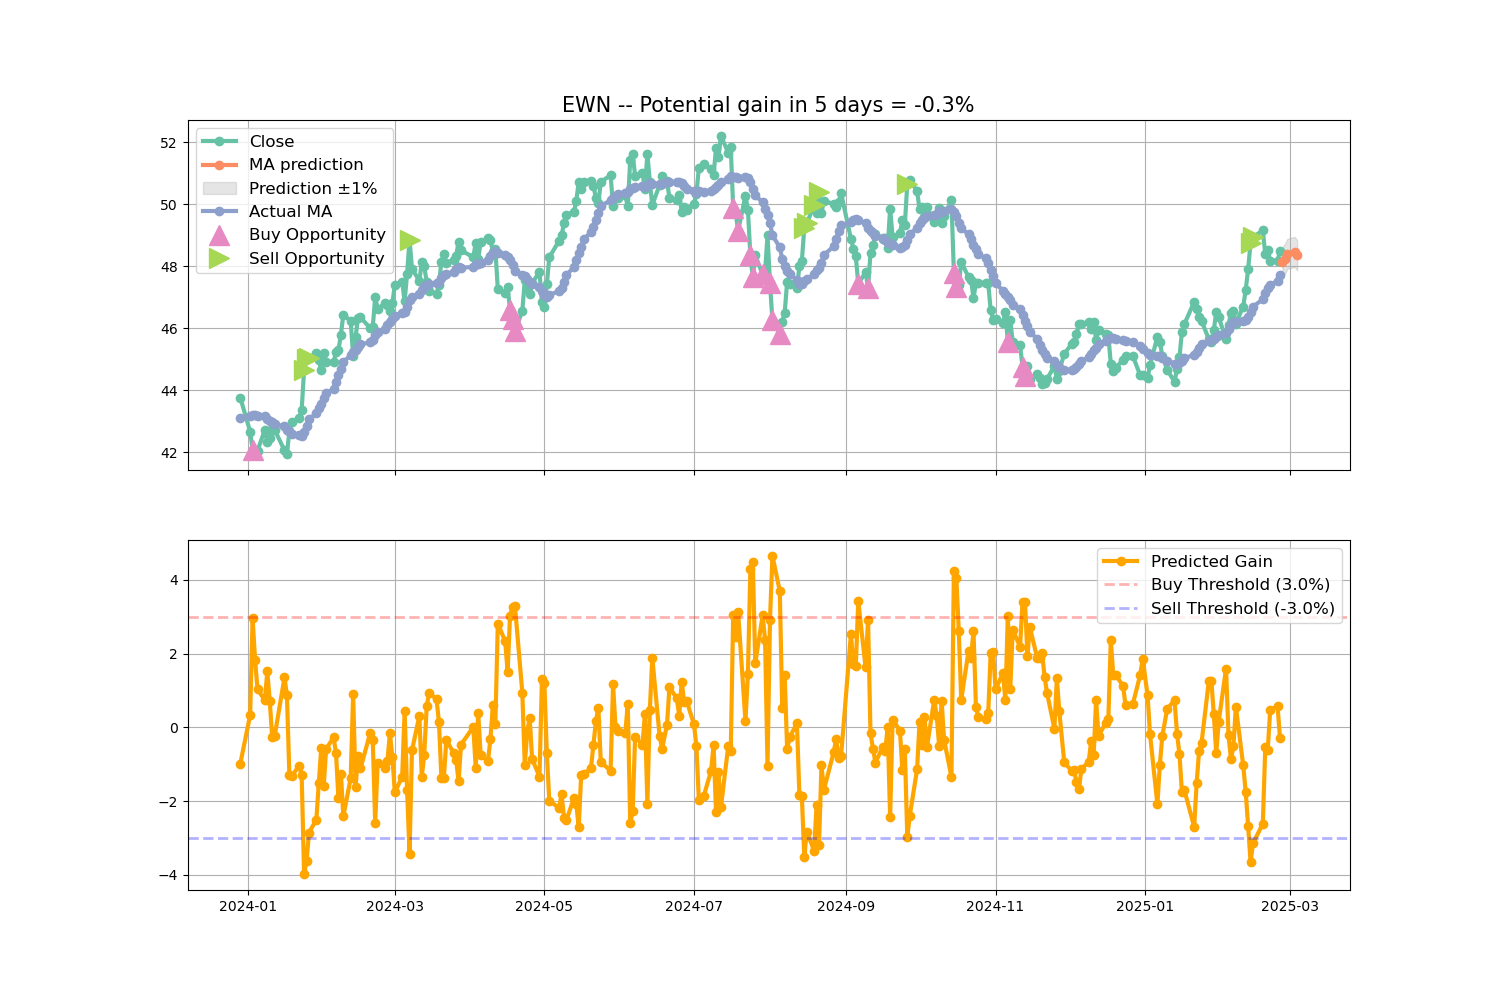 EWN -- Potential gain in 5 days = -0.3%
Close
MA prediction
Prediction ±1%
Actual MA
Buy Opportunity
Sell Opportunity
52
50
48
46
44
42
Predicted Gain
Buy Threshold (3.0%)
Sell Threshold (-3.0%)
4
2
0
−2
−4
2024-01 2024-03 2024-05 2024-07 2024-09 2024-11 2025-01 2025-03